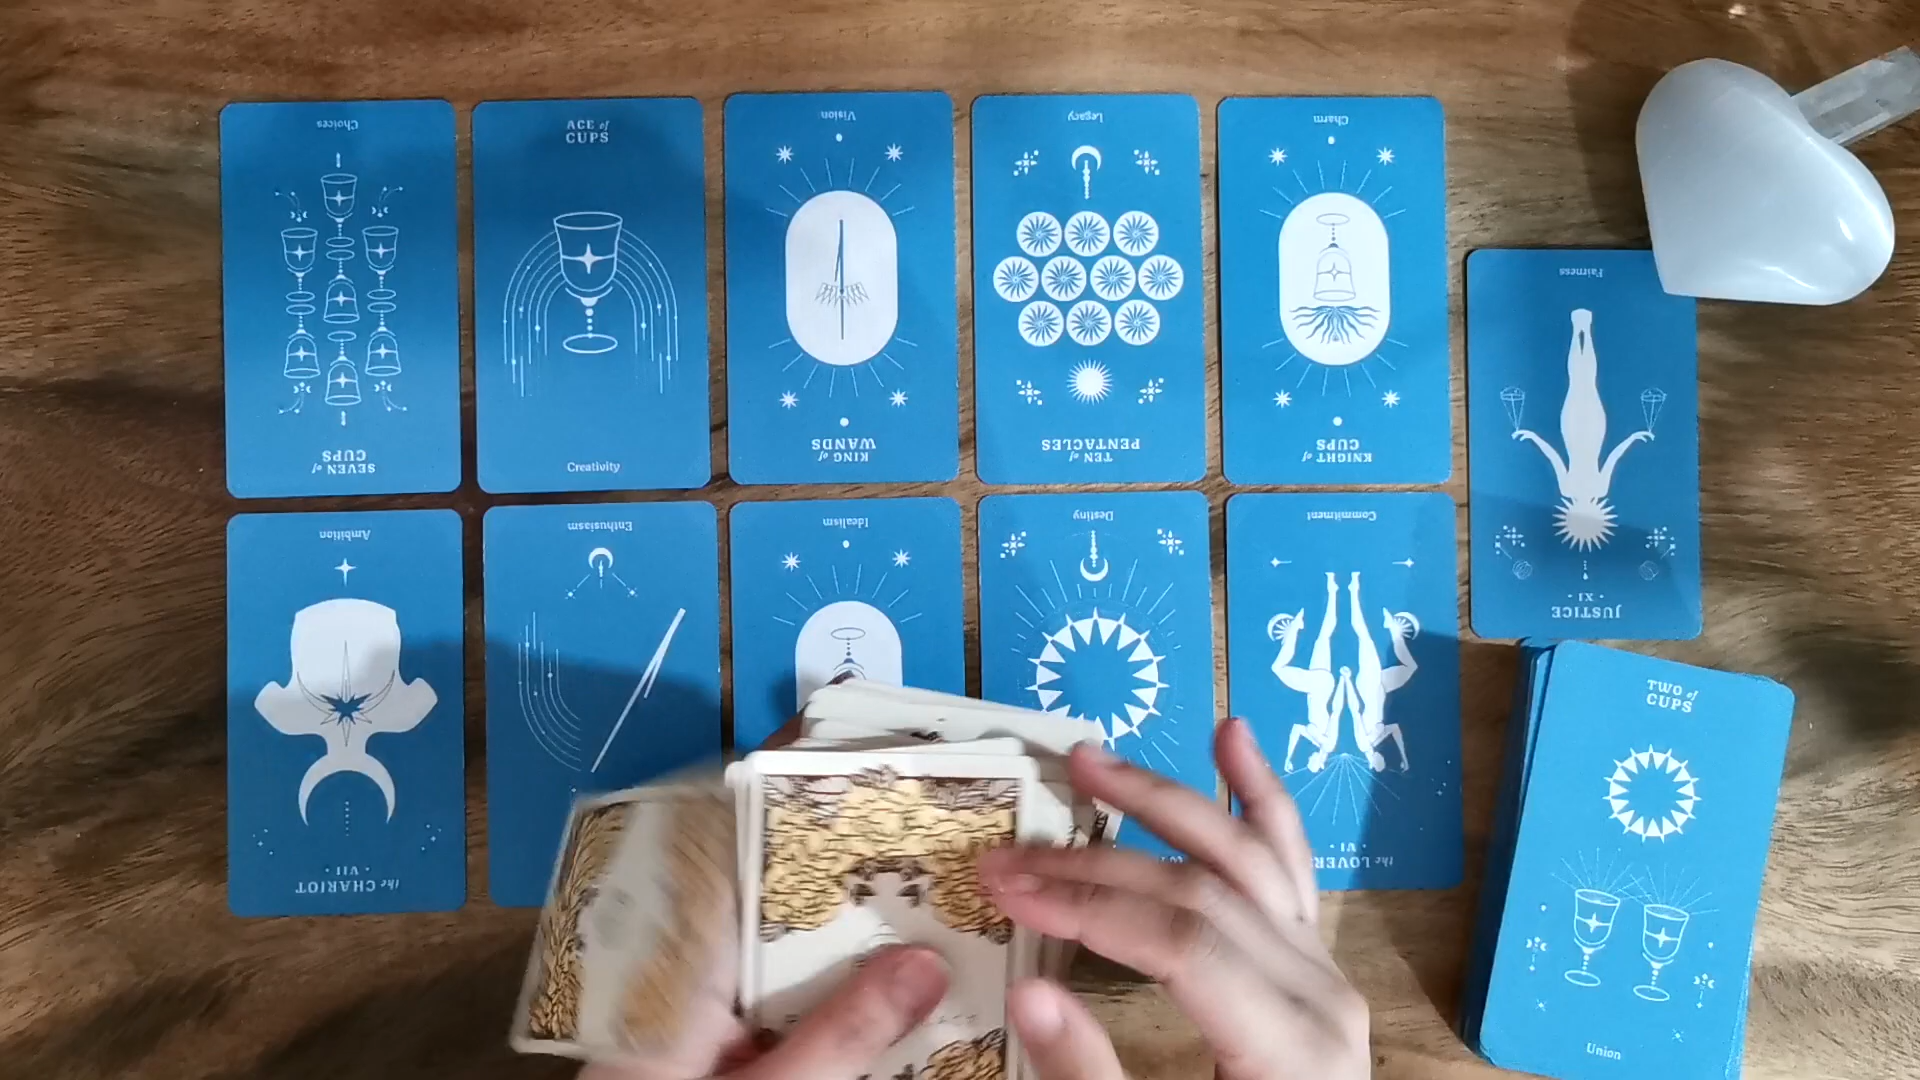 Choices
SEVEN of
CUPS
ACE of
CUPS
Creativity
Vision
KING of
WANDS
Legacy
TEN of
PENTACLES
Charm
KNIGHT of
CUPS
Fairness
• XI •
JUSTICE
Ambition
• VII •
the CHARIOT
Enthusiasm
Idealism
Destiny
Commitment
• VI •
the LOVERS
TWO of
CUPS
Union